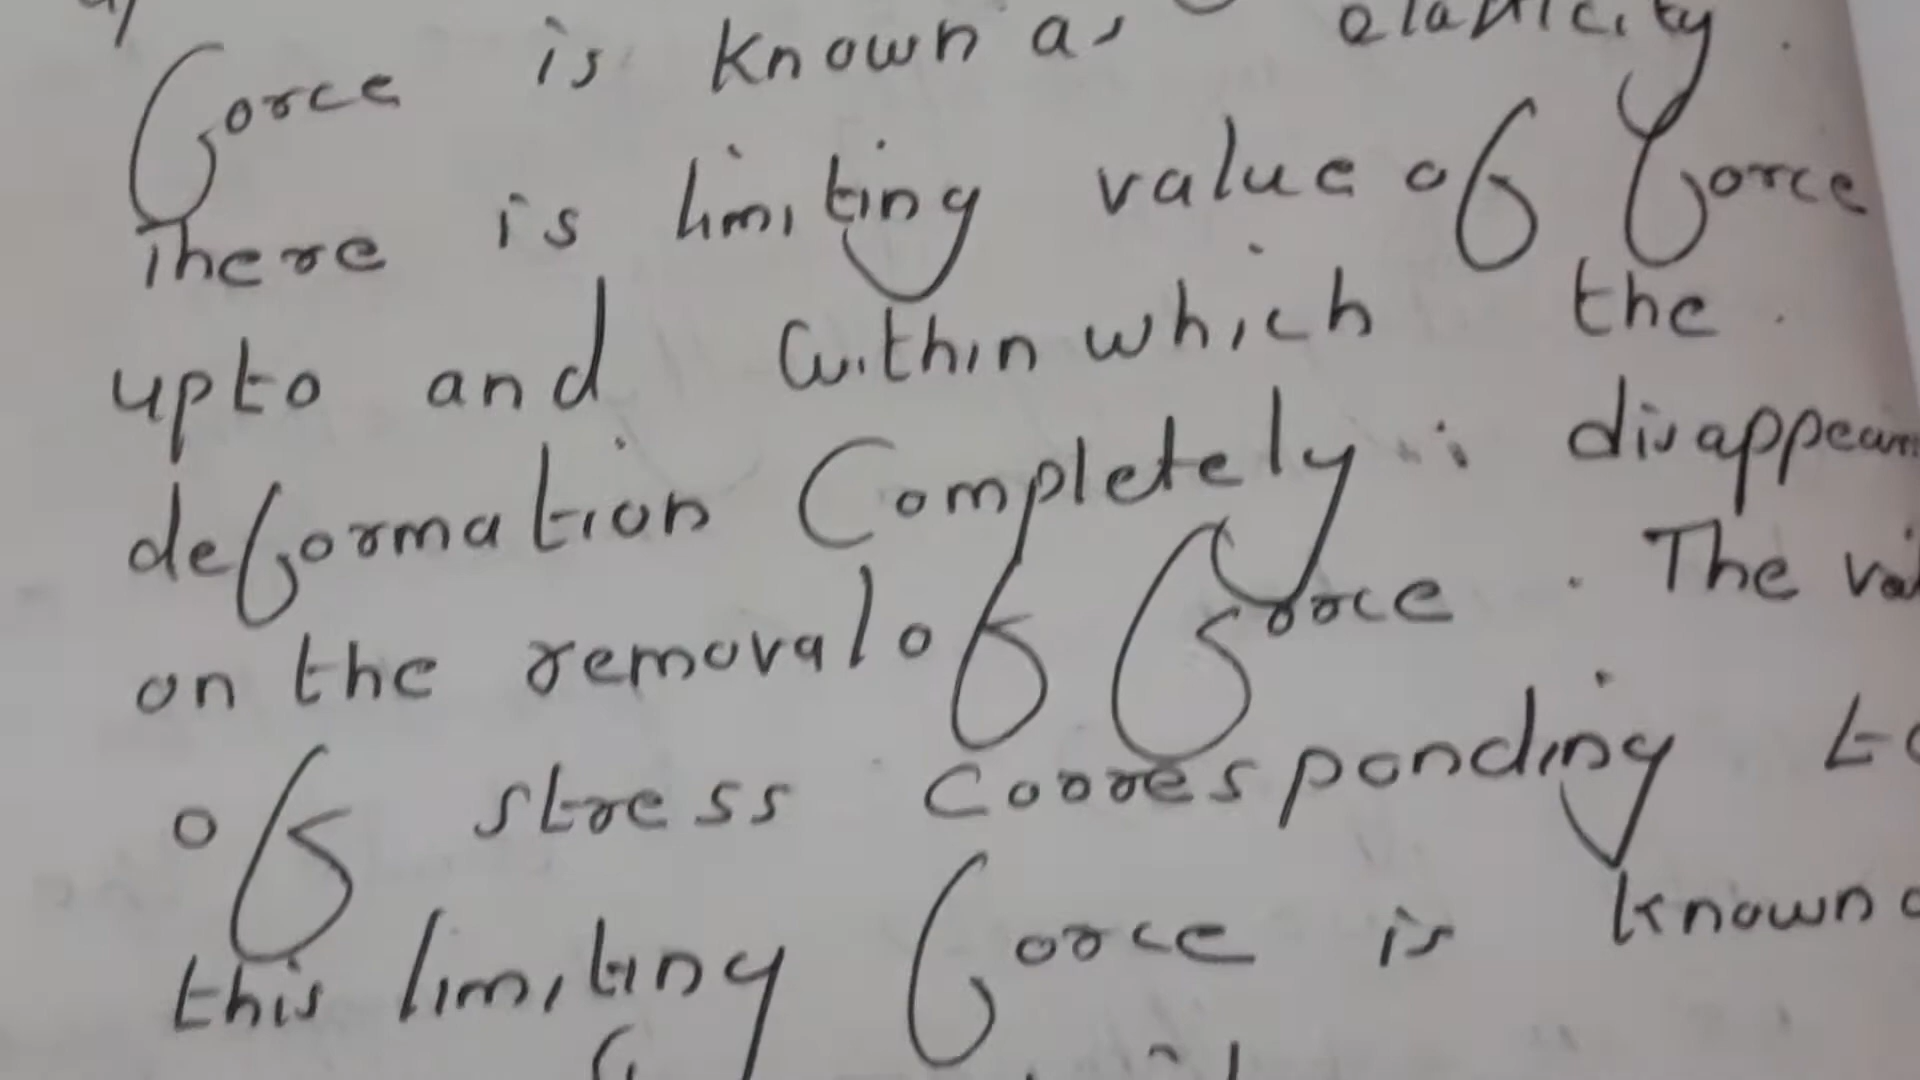 force is known as elasticity.
There is limiting value of force
upto and within which the
deformation Completely disappear
on the removal of force. The
of stress corresponding to
this limiting force is known